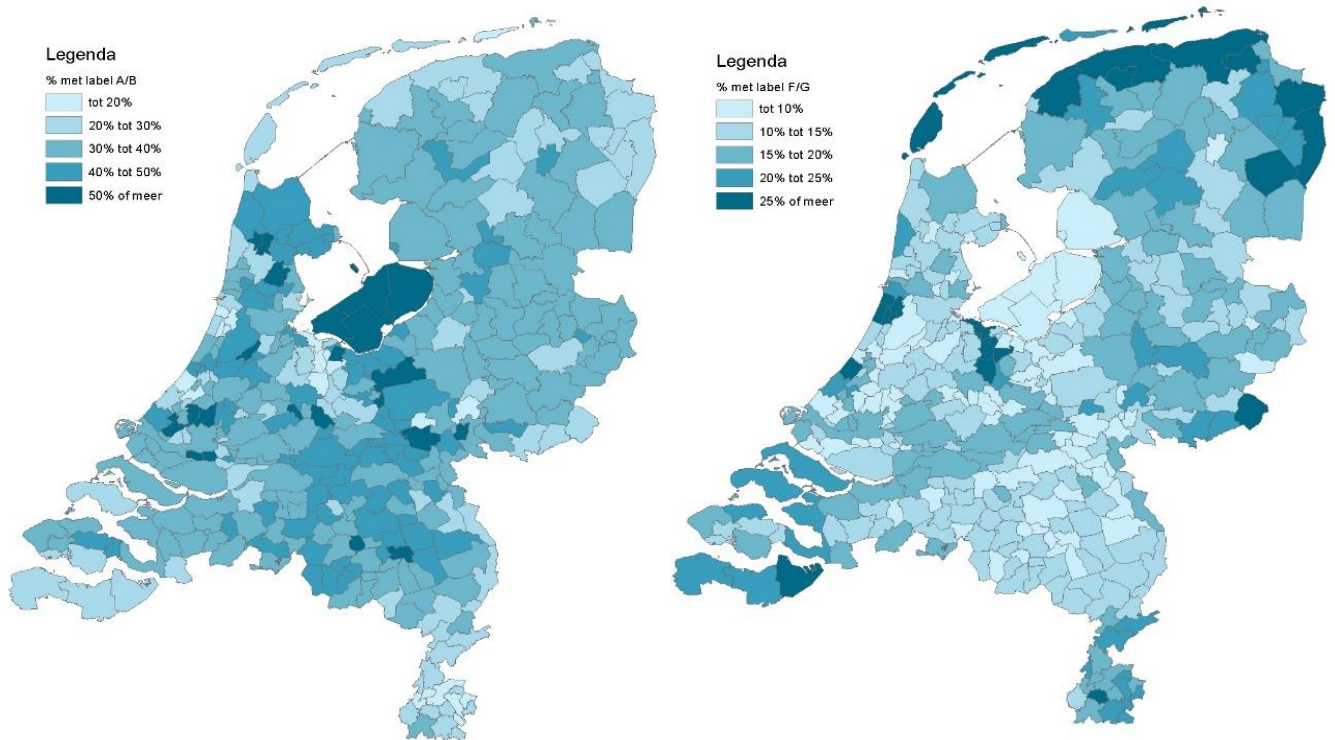 Legenda
% met label A/B
tot 20%
20% tot 30%
30% tot 40%
40% tot 50%
50% of meer
Legenda
% met label F/G
tot 10%
10% tot 15%
15% tot 20%
20% tot 25%
25% of meer